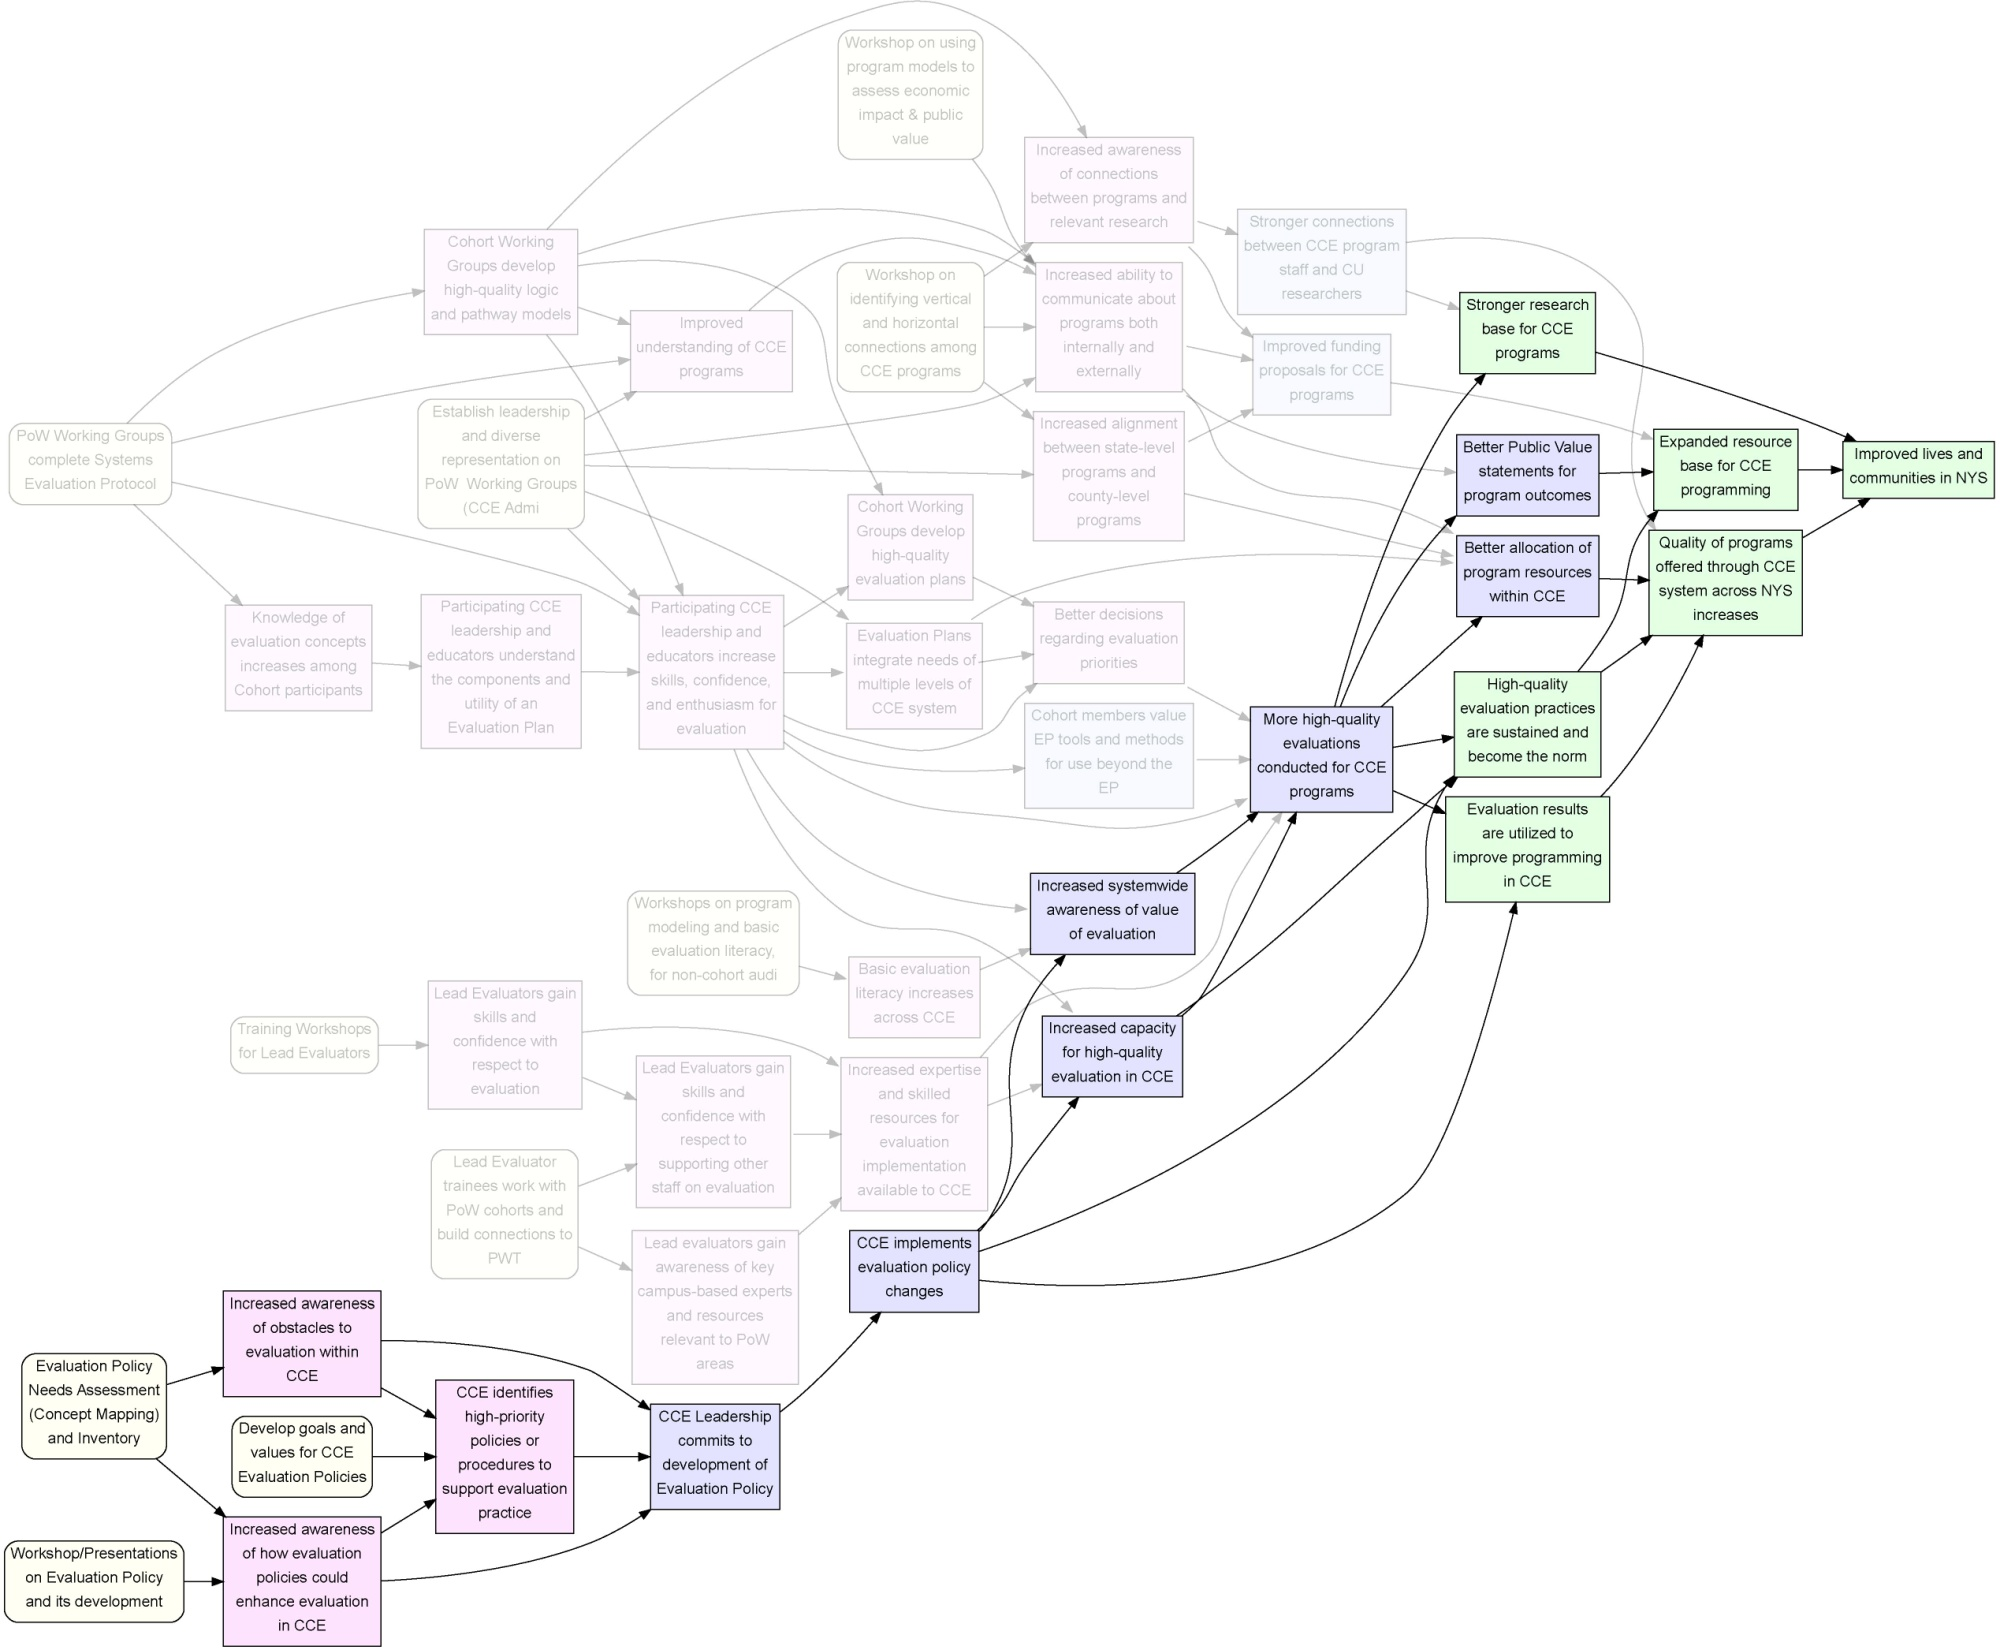 Workshop on using
program models to
assess economic
impact & public
value
Increased awareness
of connections
between programs and
relevant research
Cohort Working
Groups develop
high-quality logic
and pathway models
Stronger connections
between CCE program
staff and CU
researchers
Workshop on
identifying vertical
and horizontal
connections among
CCE programs
Increased ability to
communicate about
programs both
internally and
externally
Stronger research
base for CCE
programs
Improved
understanding of CCE
programs
Improved funding
proposals for CCE
programs
Establish leadership
and diverse
representation on
PoW  Working Groups
(CCE Admi
Increased alignment
between state-level
programs and
county-level
programs
PoW Working Groups
complete Systems
Evaluation Protocol
Better Public Value
statements for
program outcomes
Expanded resource
base for CCE
programming
Improved lives and
communities in NYS
Cohort Working
Groups develop
high-quality
evaluation plans
Better allocation of
program resources
within CCE
Quality of programs
offered through CCE
system across NYS
increases
Knowledge of
evaluation concepts
increases among
Cohort participants
Participating CCE
leadership and
educators understand
the components and
utility of an
Evaluation Plan
Participating CCE
leadership and
educators increase
skills, confidence,
and enthusiasm for
evaluation
Evaluation Plans
integrate needs of
multiple levels of
CCE system
Better decisions
regarding evaluation
priorities
High-quality
evaluation practices
are sustained and
become the norm
Cohort members value
EP tools and methods
for use beyond the
EP
More high-quality
evaluations
conducted for CCE
programs
Evaluation results
are utilized to
improve programming
in CCE
Increased systemwide
awareness of value
of evaluation
Workshops on program
modeling and basic
evaluation literacy,
for non-cohort audi
Basic evaluation
literacy increases
across CCE
Lead Evaluators gain
skills and
confidence with
respect to
evaluation
Training Workshops
for Lead Evaluators
Increased capacity
for high-quality
evaluation in CCE
Lead Evaluators gain
skills and
confidence with
respect to
supporting other
staff on evaluation
Increased expertise
and skilled
resources for
evaluation
implementation
available to CCE
Lead Evaluator
trainees work with
PoW cohorts and
build connections to
PWT
Lead evaluators gain
awareness of key
campus-based experts
and resources
relevant to PoW
areas
CCE implements
evaluation policy
changes
Increased awareness
of obstacles to
evaluation within
CCE
Evaluation Policy
Needs Assessment
(Concept Mapping)
and Inventory
CCE identifies
high-priority
policies or
procedures to
support evaluation
practice
CCE Leadership
commits to
development of
Evaluation Policy
Develop goals and
values for CCE
Evaluation Policies
Increased awareness
of how evaluation
policies could
enhance evaluation
in CCE
Workshop/Presentations
on Evaluation Policy
and its development